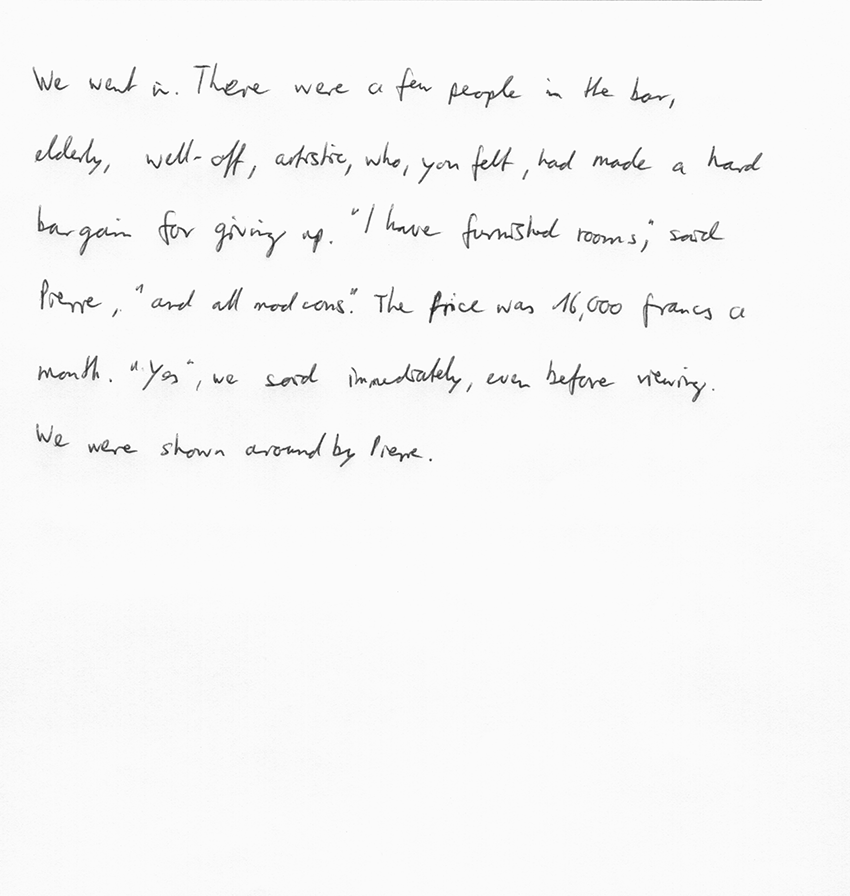 We went in. There were a few people in the bar,
elderly, well-off, artistic, who, you felt, had made a hard
bargain for giving up. "I have furnished rooms," said
Pierre, "and all mod cons." The price was 16,000 francs a
month. "Yes", we said immediately, even before viewing.
We were shown around by Pierre.